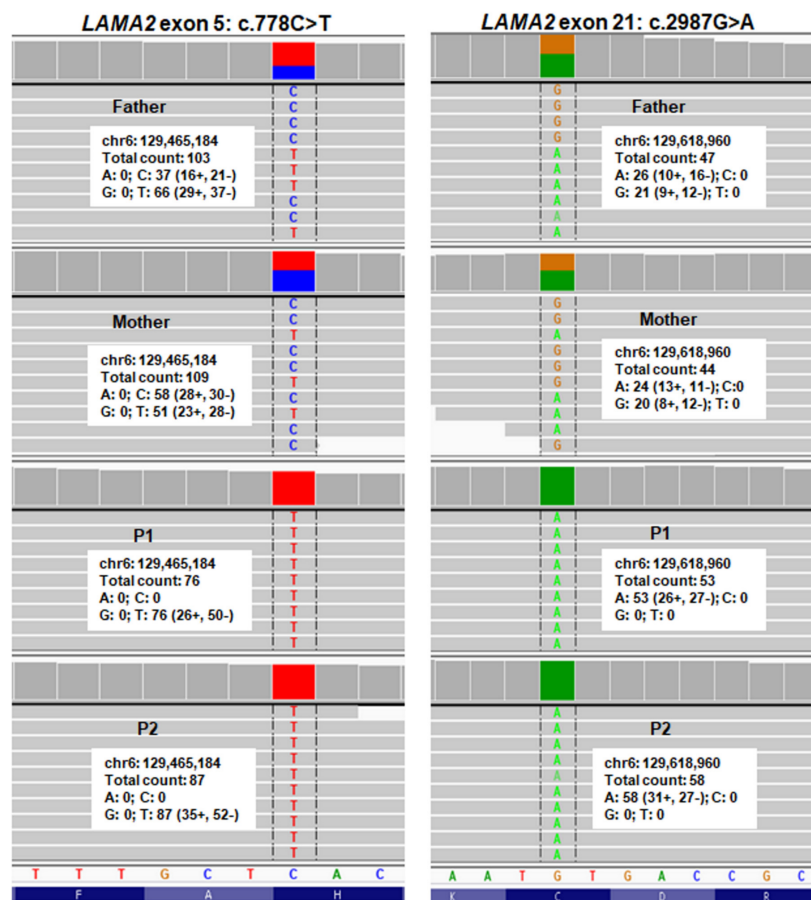 LAMA2 exon 5: c.778C>T
C
C
C
C
T
T
T
C
C
T
Father
chr6: 129,465,184
Total count: 103
A: 0; C: 37 (16+, 21-)
G: 0; T: 66 (29+, 37-)
C
C
T
C
C
T
C
T
C
C
Mother
chr6: 129,465,184
Total count: 109
A: 0; C: 58 (28+, 30-)
G: 0; T: 51 (23+, 28-)
T
T
T
T
T
T
T
T
T
P1
chr6: 129,465,184
Total count: 76
A: 0; C: 0
G: 0; T: 76 (26+, 50-)
T
T
T
T
T
T
T
T
T
T
P2
chr6: 129,465,184
Total count: 87
A: 0; C: 0
G: 0; T: 87 (35+, 52-)
T T T G C T C A C
F A H
LAMA2 exon 21: c.2987G>A
G
G
G
G
A
A
A
A
A
A
Father
chr6: 129,618,960
Total count: 47
A: 26 (10+, 16-); C: 0
G: 21 (9+, 12-); T: 0
G
G
A
G
G
G
A
A
A
G
Mother
chr6: 129,618,960
Total count: 44
A: 24 (13+, 11-); C:0
G: 20 (8+, 12-); T: 0
A
A
A
A
A
A
A
A
A
P1
chr6: 129,618,960
Total count: 53
A: 53 (26+, 27-); C: 0
G: 0; T: 0
A
A
A
A
A
A
A
A
A
A
P2
chr6: 129,618,960
Total count: 58
A: 58 (31+, 27-); C: 0
G: 0; T: 0
A A T G T G A C C G C
K C D R